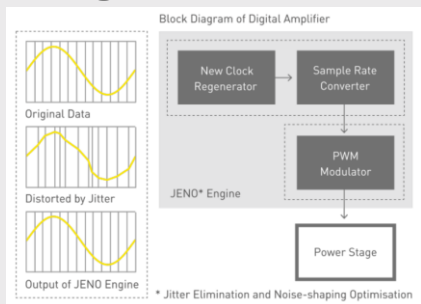 Block Diagram of Digital Amplifier
Original Data
Distorted by Jitter
Output of JENO Engine
New Clock
Regenerator
Sample Rate
Converter
PWM
Modulator
JENO* Engine
Power Stage
* Jitter Elimination and Noise-shaping Optimisation